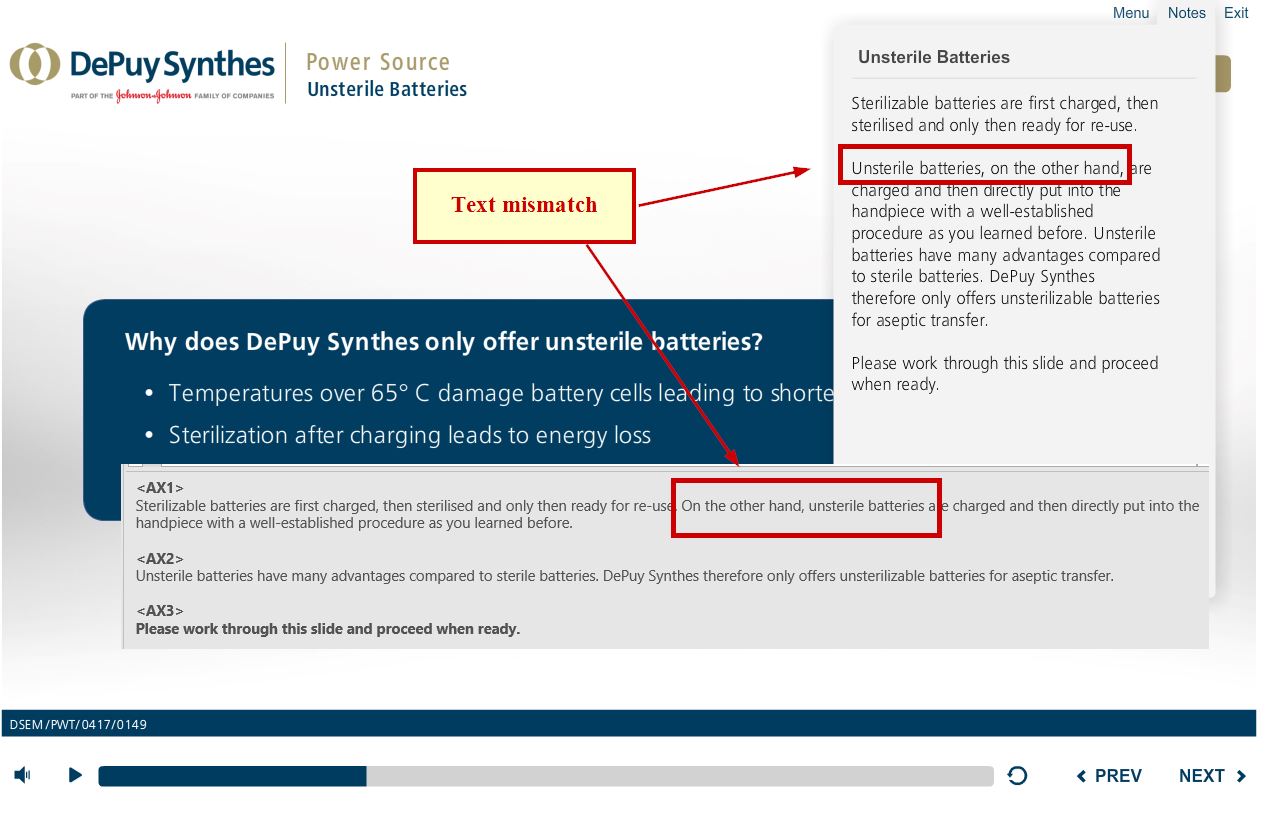 Menu Notes Exit
DePuy Synthes
PART OF THE Johnson & Johnson FAMILY OF COMPANIES
Power Source
Unsterile Batteries
Unsterile Batteries
Sterilizable batteries are first charged, then
sterilised and only then ready for re-use.
Unsterile batteries, on the other hand, are
charged and then directly put into the
handpiece with a well-established
procedure as you learned before. Unsterile
batteries have many advantages compared
to sterile batteries. DePuy Synthes
therefore only offers unsterilizable batteries
for aseptic transfer.
Please work through this slide and proceed
when ready.
Text mismatch
Why does DePuy Synthes only offer unsterile batteries?
• Temperatures over 65° C damage battery cells leading to shorte
• Sterilization after charging leads to energy loss
<AX1>
Sterilizable batteries are first charged, then sterilised and only then ready for re-use. On the other hand, unsterile batteries are charged and then directly put into the
handpiece with a well-established procedure as you learned before.
<AX2>
Unsterile batteries have many advantages compared to sterile batteries. DePuy Synthes therefore only offers unsterilizable batteries for aseptic transfer.
<AX3>
Please work through this slide and proceed when ready.
DSEM/PWT/0417/0149
PREV NEXT